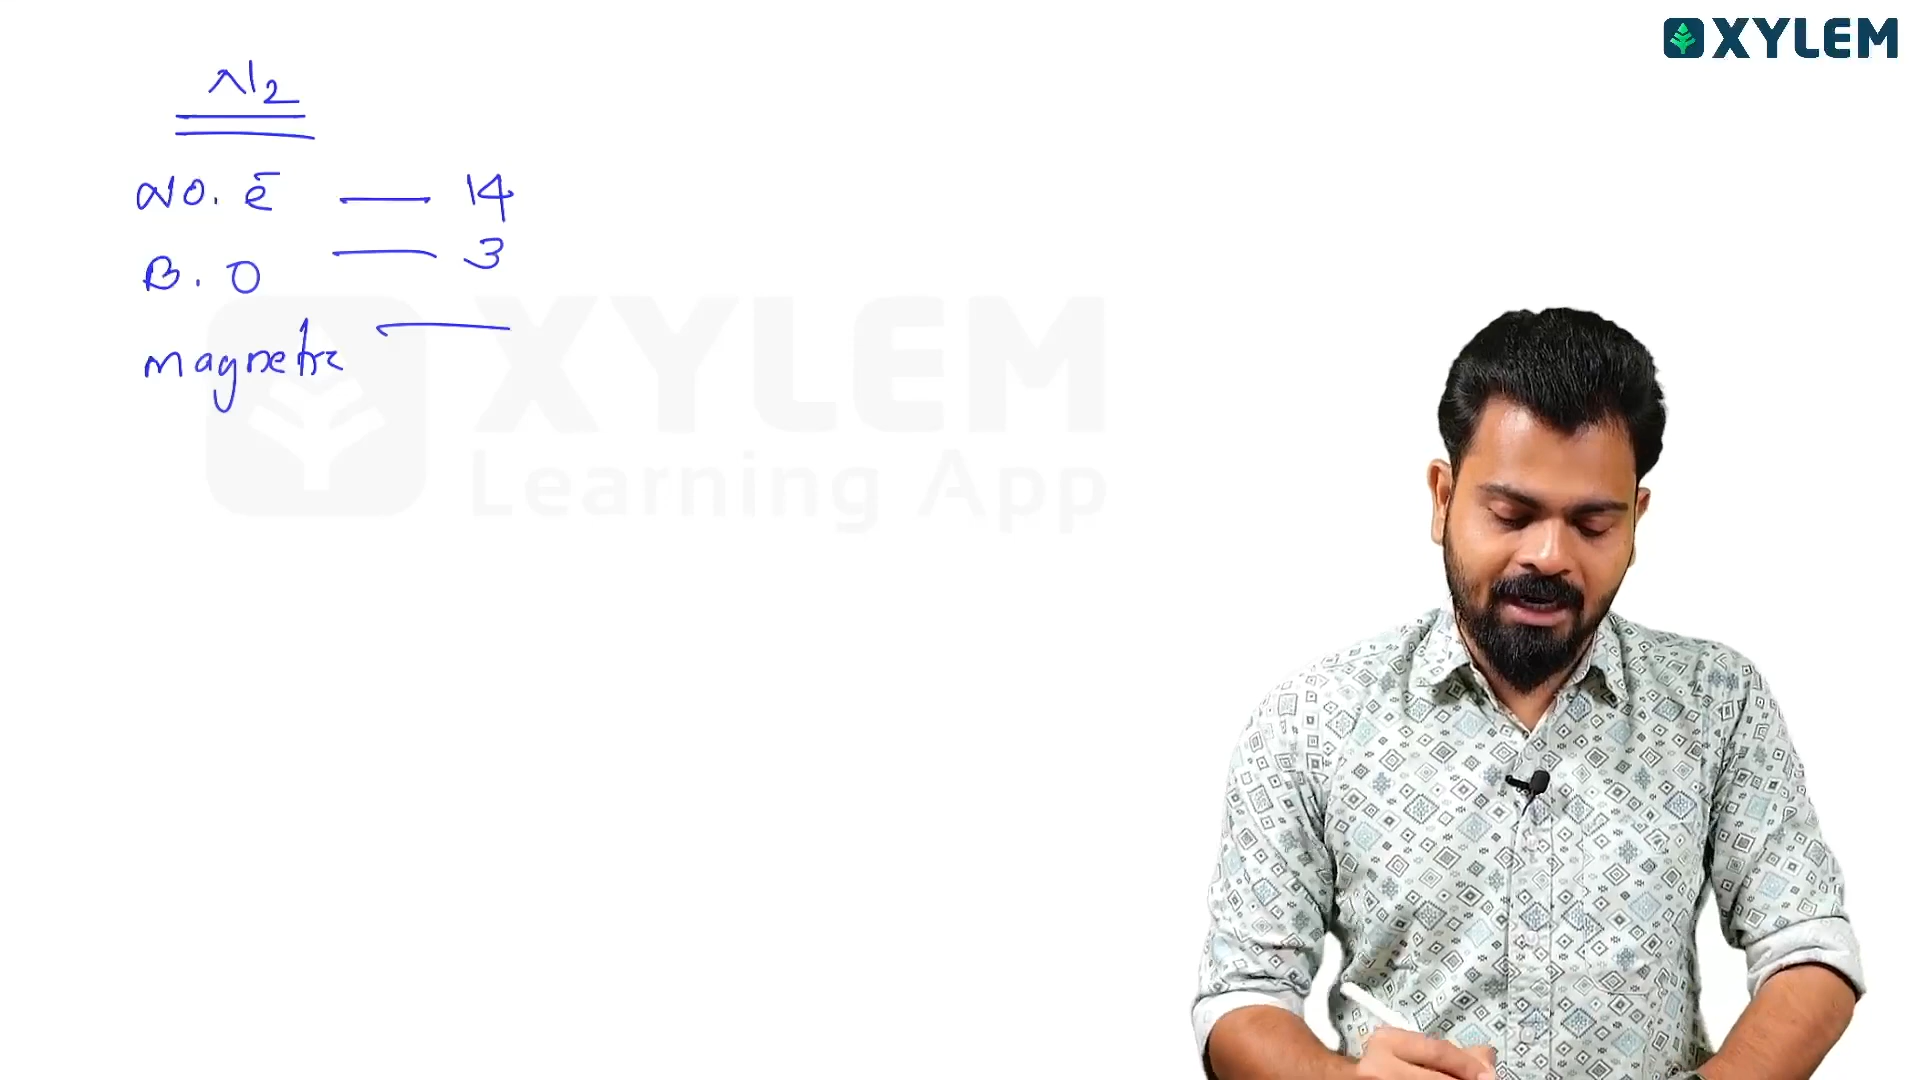 XYLEM
N2
NO. ē — 14
B. O — 3
magnetic —
XYLEM
Learning App